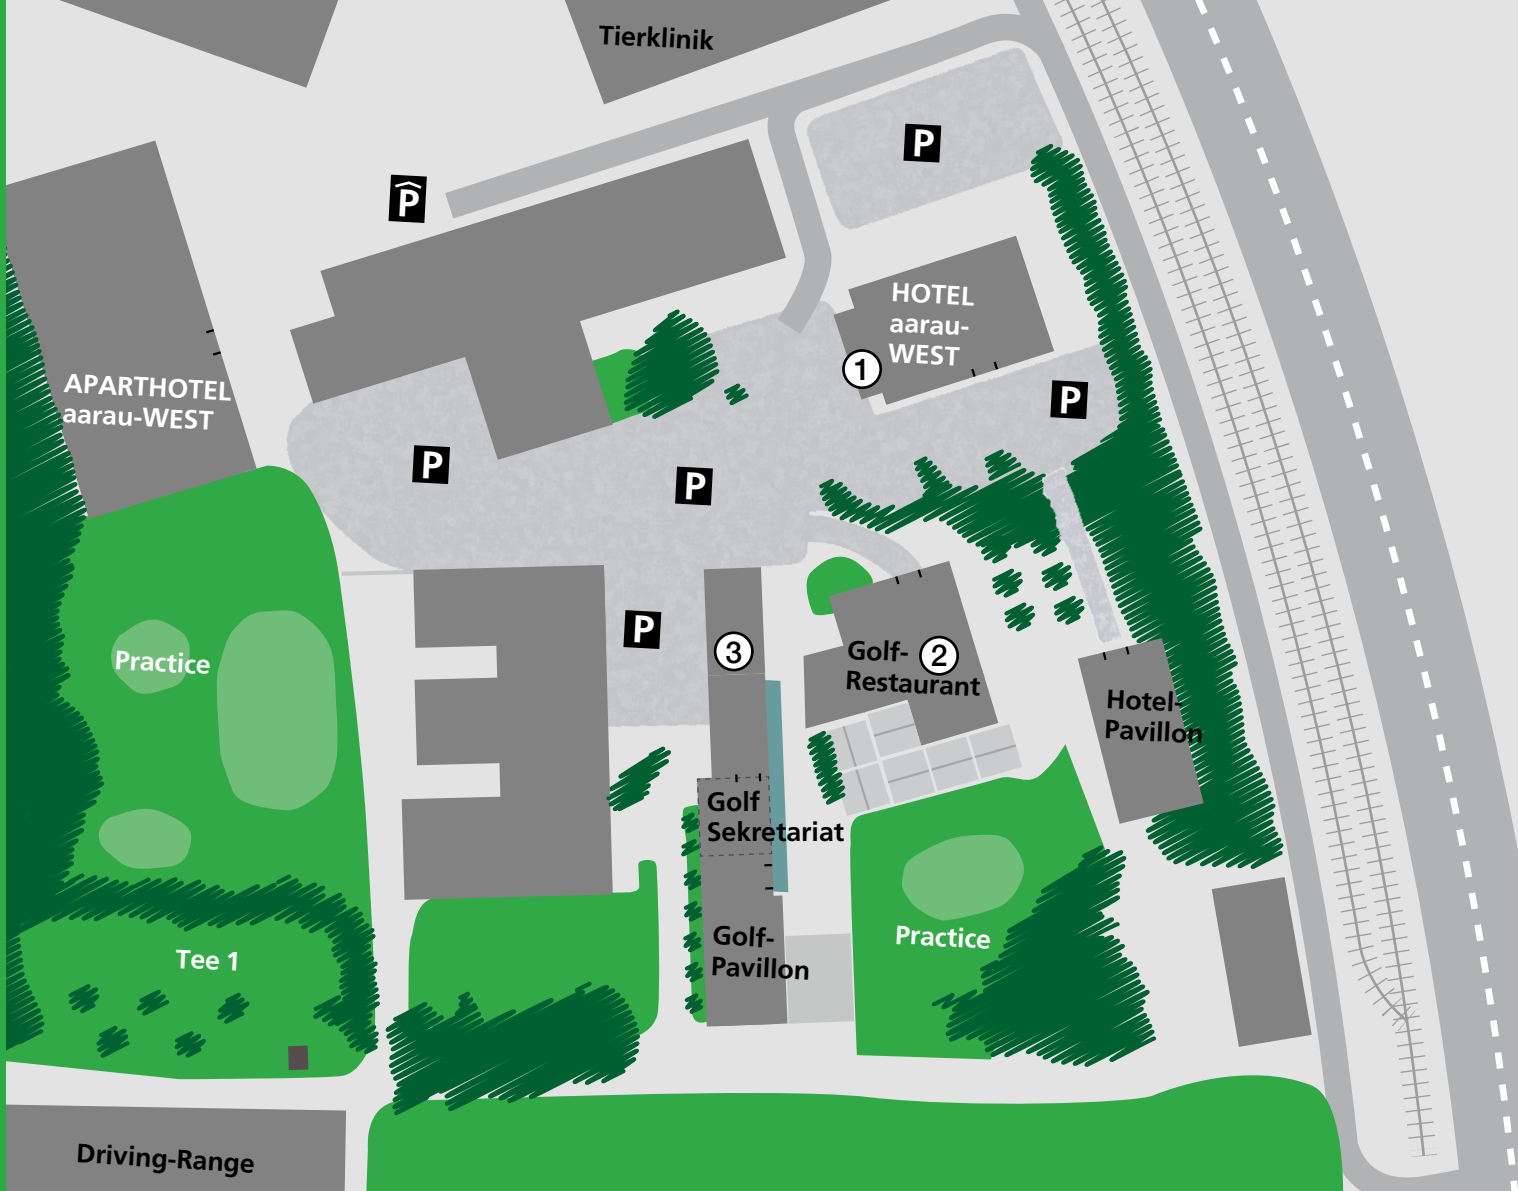 Tierklinik
P
P
HOTEL
aarau-
WEST
1
APARTHOTEL
aarau-WEST
P
P
P
P
3
Golf- 2
Restaurant
Practice
Hotel-
Pavillon
Golf
Sekretariat
Practice
Golf-
Pavillon
Tee 1
Driving-Range